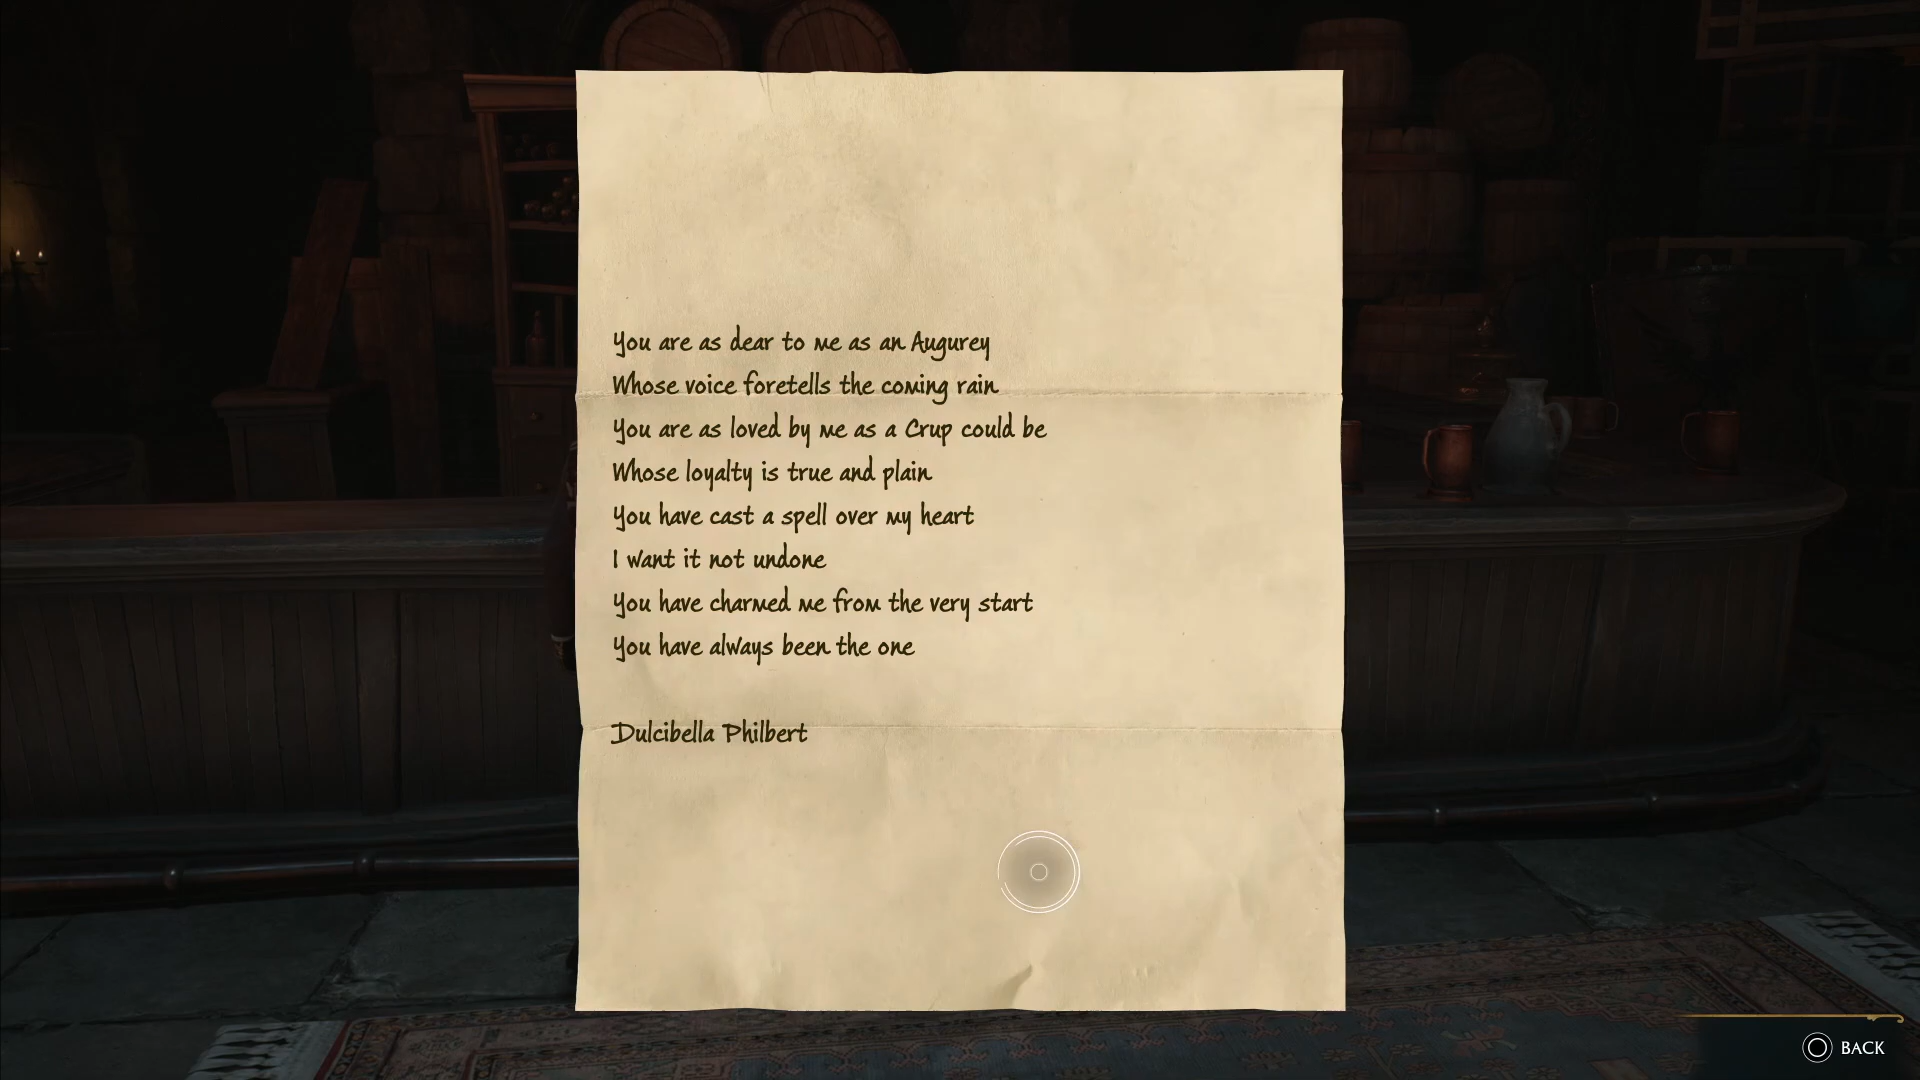 You are as dear to me as an Augurey
Whose voice foretells the coming rain
You are as loved by me as a Crup could be
Whose loyalty is true and plain
You have cast a spell over my heart
I want it not undone
You have charmed me from the very start
You have always been the one
Dulcibella Philbert
BACK